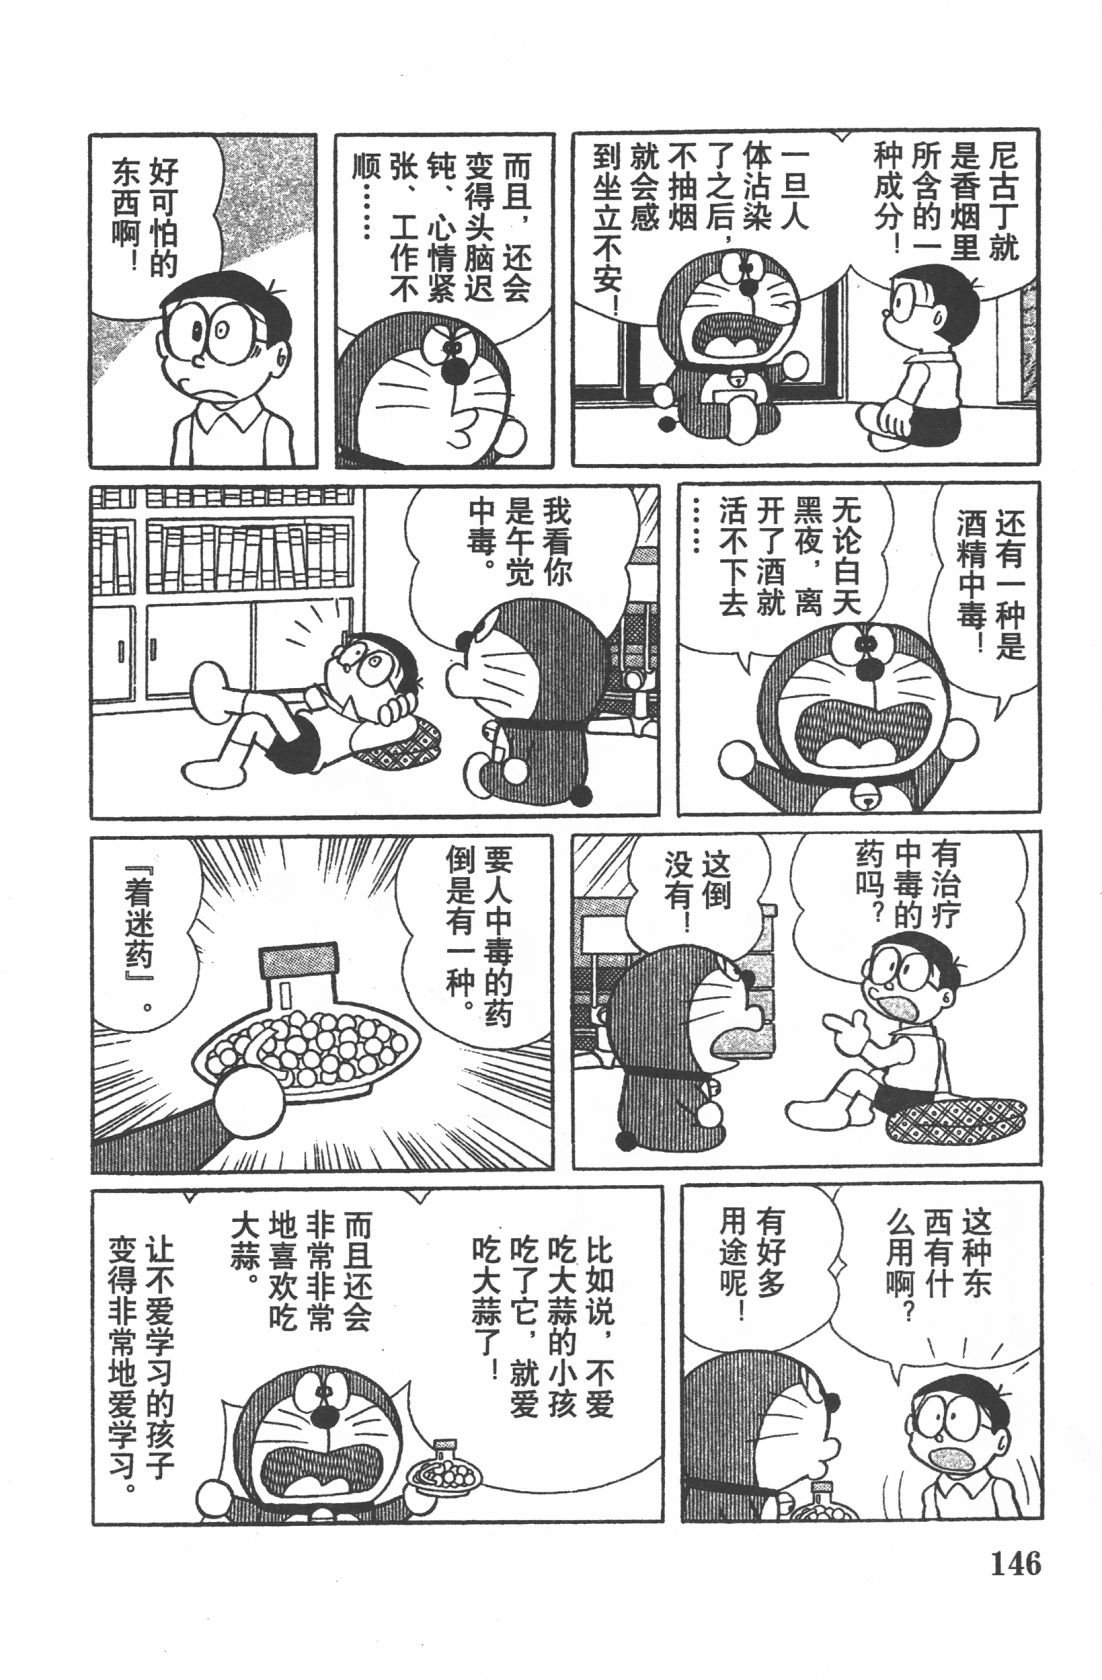 尼古丁就
是香烟里
所含的一
种成分！
一旦人
体沾染
了之后，
不抽烟
就会感
到坐立不安！
而且，还会
变得头脑迟
钝、心情紧
张、工作不
顺……
好可怕的
东西啊！
还有一种是
酒精中毒！
无论白天
黑夜，离
开了酒就
活不下去
……
我看你
是午觉
中毒。
有治疗
中毒的
药吗？
这倒
没有！
要人中毒的药
倒是有一种。
『着迷药』。
这种东
西有什
么用啊？
有好多
用途呢！
比如说，不爱
吃大蒜的小孩
吃了它，就爱
吃大蒜了！
而且还会
非常非常
地喜欢吃
大蒜。
让不爱学习的孩子
变得非常地爱学习。
146